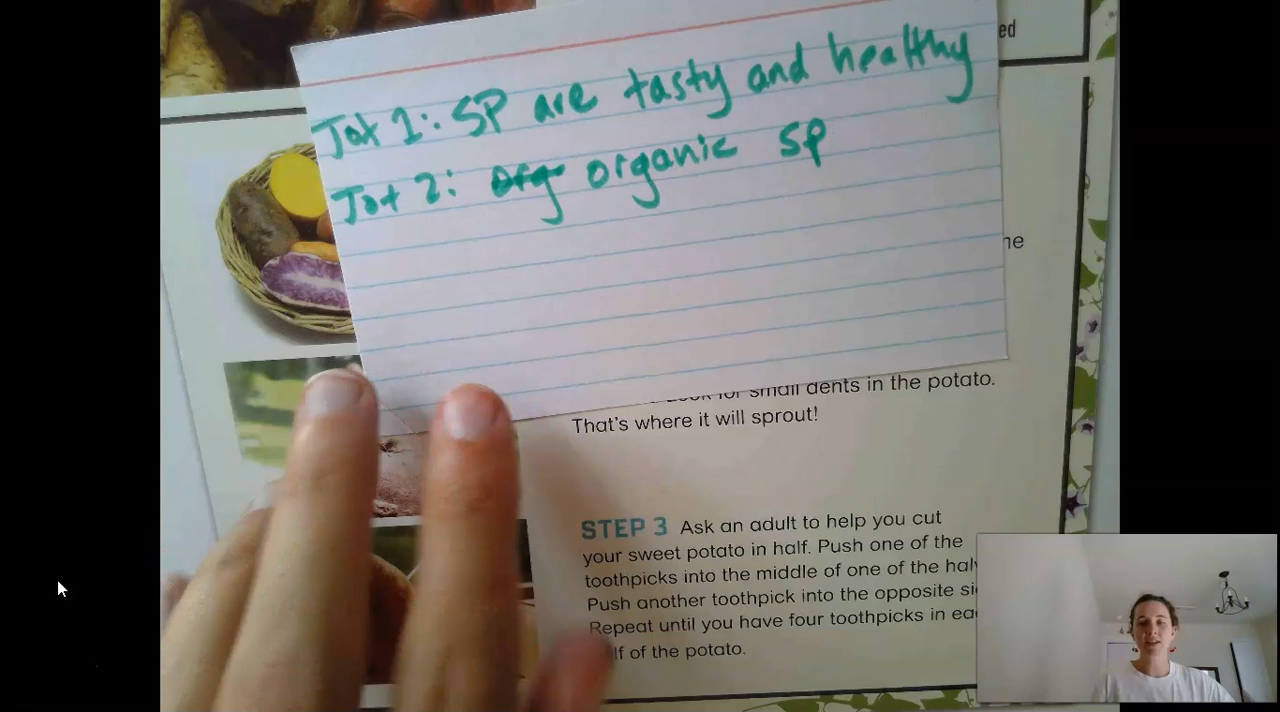 ed
Jot 1: SP are tasty and healthy
Jot 2: org organic SP
he
for small dents in the potato.
That's where it will sprout!
STEP 3 Ask an adult to help you cut
your sweet potato in half. Push one of the
toothpicks into the middle of one of the hal
Push another toothpick into the opposite si
Repeat until you have four toothpicks in ea
lf of the potato.